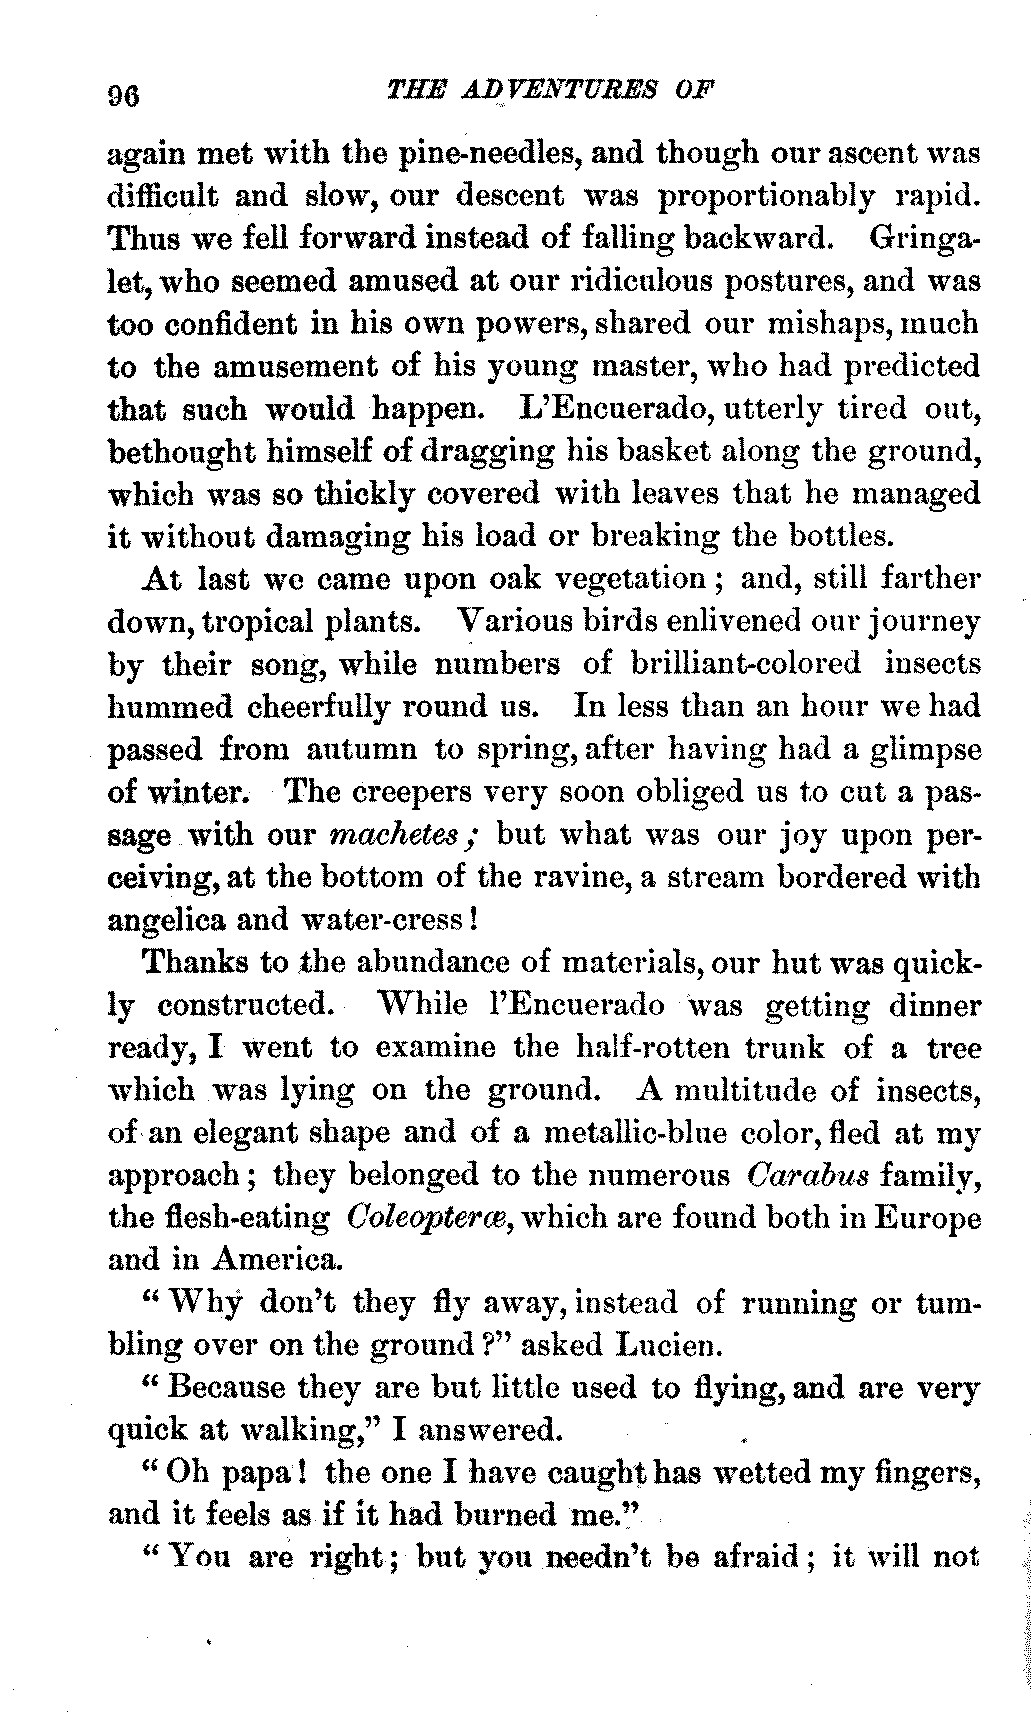 96 THE ADVENTURES OF
again met with the pine-needles, and though our ascent was
difficult and slow, our descent was proportionably rapid.
Thus we fell forward instead of falling backward. Gringa-
let, who seemed amused at our ridiculous postures, and was
too confident in his own powers, shared our mishaps, much
to the amusement of his young master, who had predicted
that such would happen. L'Encuerado, utterly tired out,
bethought himself of dragging his basket along the ground,
which was so thickly covered with leaves that he managed
it without damaging his load or breaking the bottles.
At last we came upon oak vegetation; and, still farther
down, tropical plants. Various birds enlivened our journey
by their song, while numbers of brilliant-colored insects
hummed cheerfully round us. In less than an hour we had
passed from autumn to spring, after having had a glimpse
of winter. The creepers very soon obliged us to cut a pas-
sage with our machetes; but what was our joy upon per-
ceiving, at the bottom of the ravine, a stream bordered with
angelica and water-cress!
Thanks to the abundance of materials, our hut was quick-
ly constructed. While l'Encuerado was getting dinner
ready, I went to examine the half-rotten trunk of a tree
which was lying on the ground. A multitude of insects,
of an elegant shape and of a metallic-blue color, fled at my
approach; they belonged to the numerous Carabus family,
the flesh-eating Coleopteræ, which are found both in Europe
and in America.
"Why don't they fly away, instead of running or tum-
bling over on the ground?" asked Lucien.
"Because they are but little used to flying, and are very
quick at walking," I answered.
"Oh papa! the one I have caught has wetted my fingers,
and it feels as if it had burned me."
"You are right; but you needn't be afraid; it will not